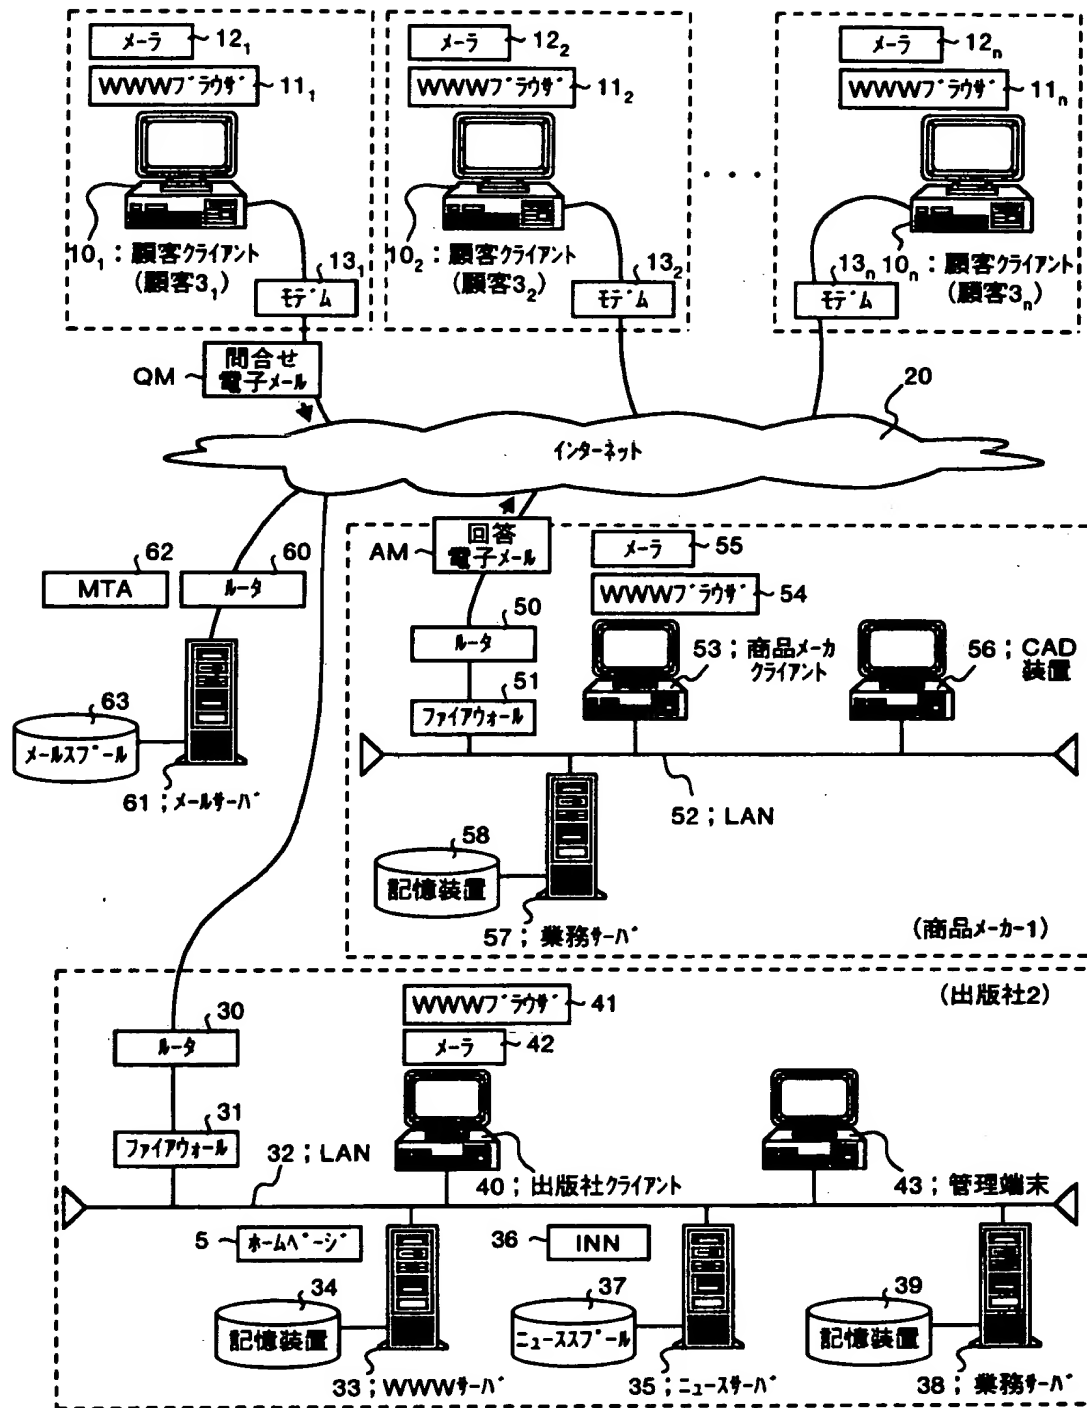 メーラ 12₁
WWWブラウザ 11₁
10₁：顧客クライアント
(顧客3₁)
13₁
モデム
メーラ 12₂
WWWブラウザ 11₂
10₂：顧客クライアント
(顧客3₂)
13₂
モデム
・・・
メーラ 12ₙ
WWWブラウザ 11ₙ
13ₙ 10ₙ：顧客クライアント
(顧客3ₙ)
モデム
QM 問合せ
電子メール
20
インターネット
62 60
MTA ルータ
63
メールスプール
61；メールサーバ
AM 回答
電子メール
メーラ 55
WWWブラウザ 54
50
ルータ
51
ファイアウォール
53；商品メーカ
クライアント
56；CAD
装置
52；LAN
58
記憶装置
57；業務サーバ
(商品メーカー1)
(出版社2)
WWWブラウザ 41
メーラ 42
30
ルータ
31
ファイアウォール
32；LAN
40；出版社クライアント
43；管理端末
5 ホームページ
36 INN
34
記憶装置
37
ニューススプール
39
記憶装置
33；WWWサーバ
35；ニュースサーバ
38；業務サーバ